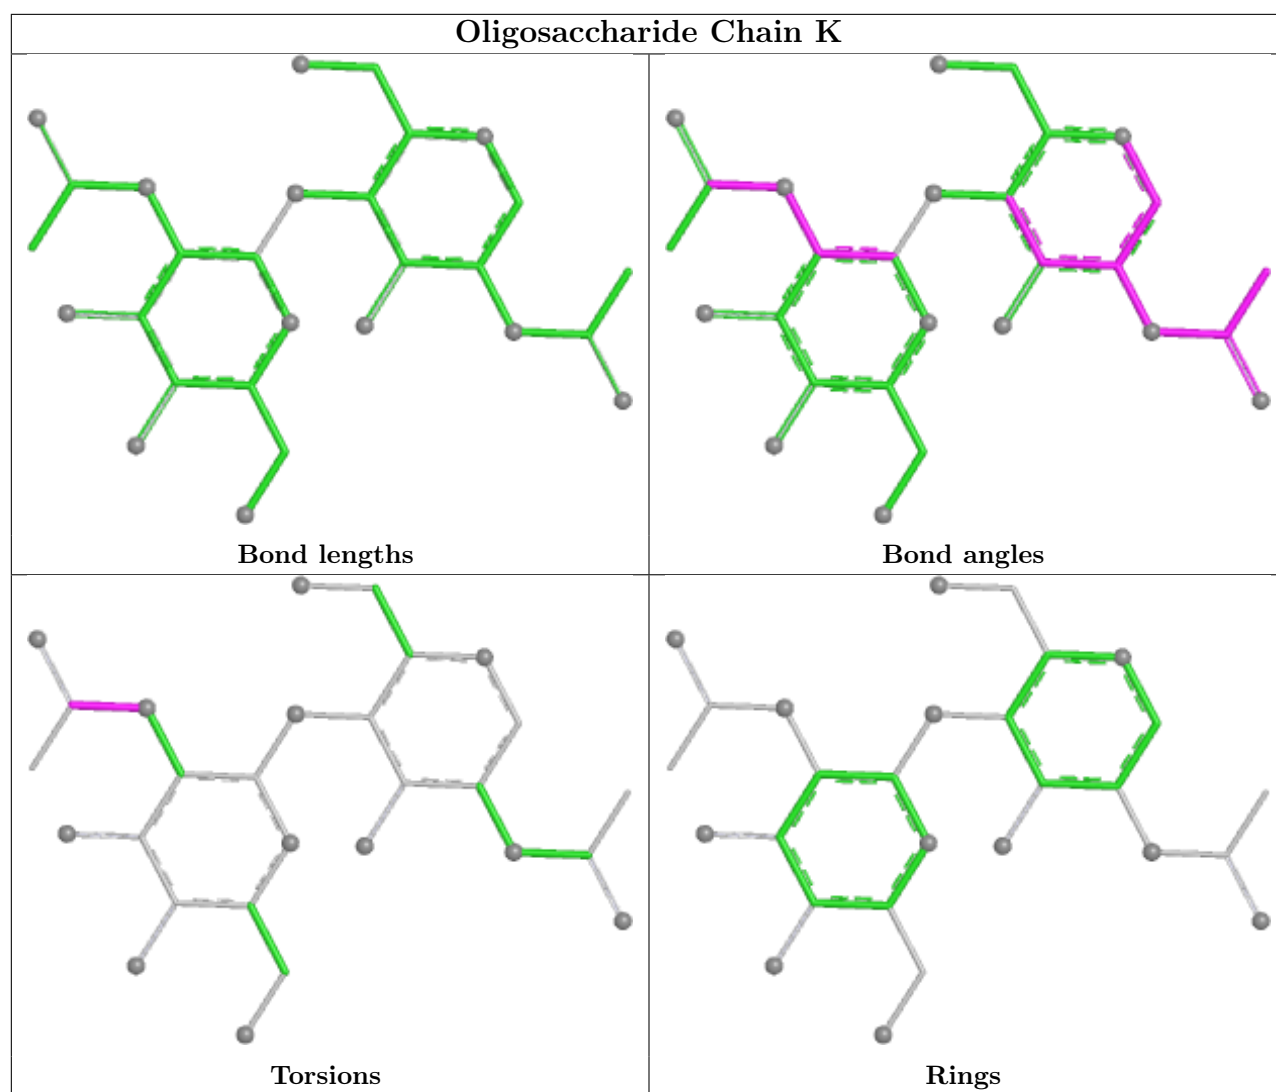 Oligosaccharide Chain K
Bond lengths
Bond angles
Torsions
Rings